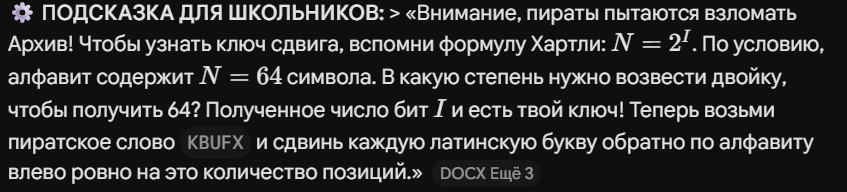 ⚙️ ПОДСКАЗКА ДЛЯ ШКОЛЬНИКОВ: > «Внимание, пираты пытаются взломать
Архив! Чтобы узнать ключ сдвига, вспомни формулу Хартли: N = 2^I. По условию,
алфавит содержит N = 64 символа. В какую степень нужно возвести двойку,
чтобы получить 64? Полученное число бит I и есть твой ключ! Теперь возьми
пиратское слово KBUFX и сдвинь каждую латинскую букву обратно по алфавиту
влево ровно на это количество позиций.» DOCX Ещё 3